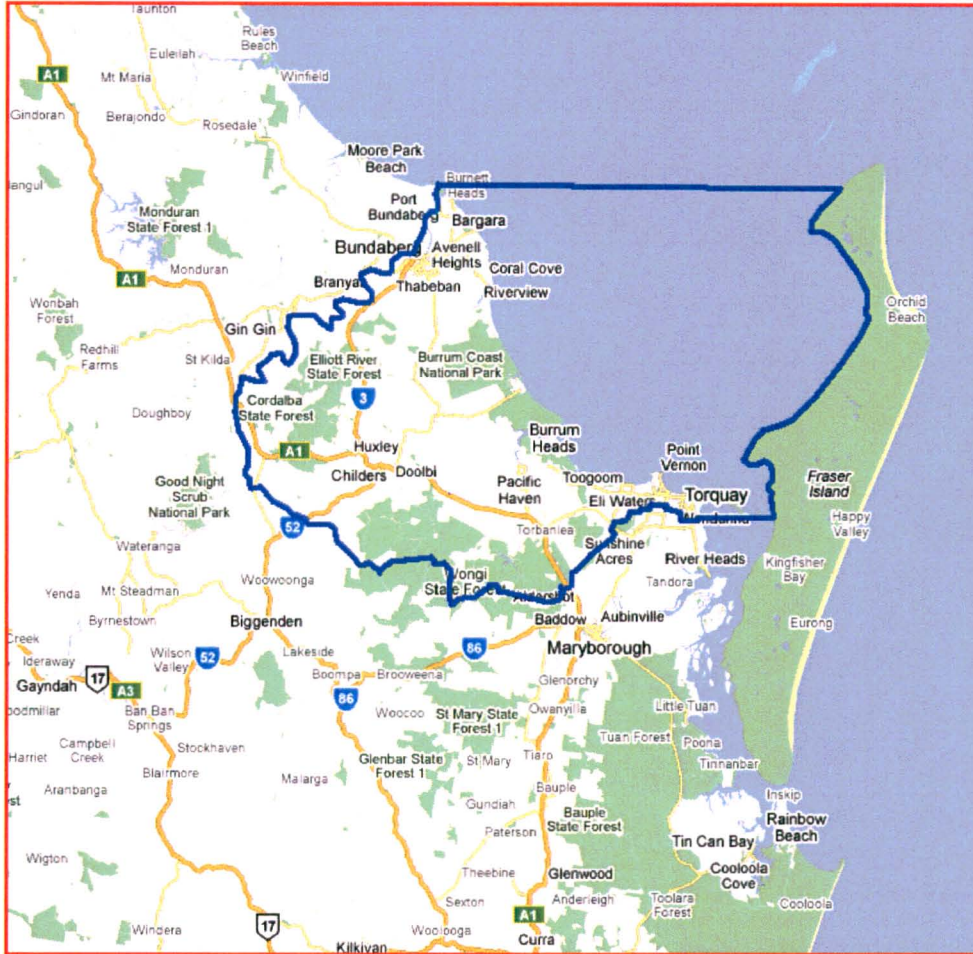 Taunton
Rules
Beach
Euleilah
A1
Mt Maria
Winfield
Gindoran
Berajondo
Rosedale
Moore Park
Beach
Burnett
Heads
angul
Port
Bundaberg
Monduran
State Forest 1
Bargara
Bundaberg
Avenell
Heights
Monduran
A1
Coral Cove
Branya
Thabeban
Riverview
Wonbah
Forest
Orchid
Beach
Gin Gin
Redhill
Farms
St Kilda
Elliott River
State Forest
Burrum Coast
National Park
Cordalba
State Forest
3
Doughboy
Burrum
Heads
Huxley
A1
Point
Vernon
Childers
Doolbi
Good Night
Scrub
National Park
Pacific
Haven
Toogoom
Torquay
Fraser
Island
Eli Waters
52
Torbanlea
Happy
Valley
Wateranga
Sunshine
Acres
River Heads
Woowoonga
Wongi
State Forest
Tandora
Kingfisher
Bay
Yenda
Mt Steadman
Aldershot
Byrnestown
Biggenden
Baddow
Aubinville
Eurong
Creek
Wilson
Valley
Ideraway
52
Lakeside
86
Maryborough
17
Gayndah
A3
Boompa
Brooweena
Glenorchy
86
oodmillar
Ban Ban
Springs
Woocoo
St Mary State
Forest 1
Owanyilla
Little Tuan
Campbell
Creek
Stockhaven
Tuan Forest
Poona
Harriet
Glenbar State
Forest 1
St Mary
Tiaro
Tinnanbar
Blairmore
Malarga
Aranbanga
Bauple
Inskip
st
Gundiah
Bauple
State Forest
Rainbow
Beach
Paterson
Tin Can Bay
Wigton
Theebine
Glenwood
Cooloola
Cove
Sexton
Anderleigh
Toolara
Forest
Cooloola
17
A1
Windera
Woolooga
Curra
Kilkivan